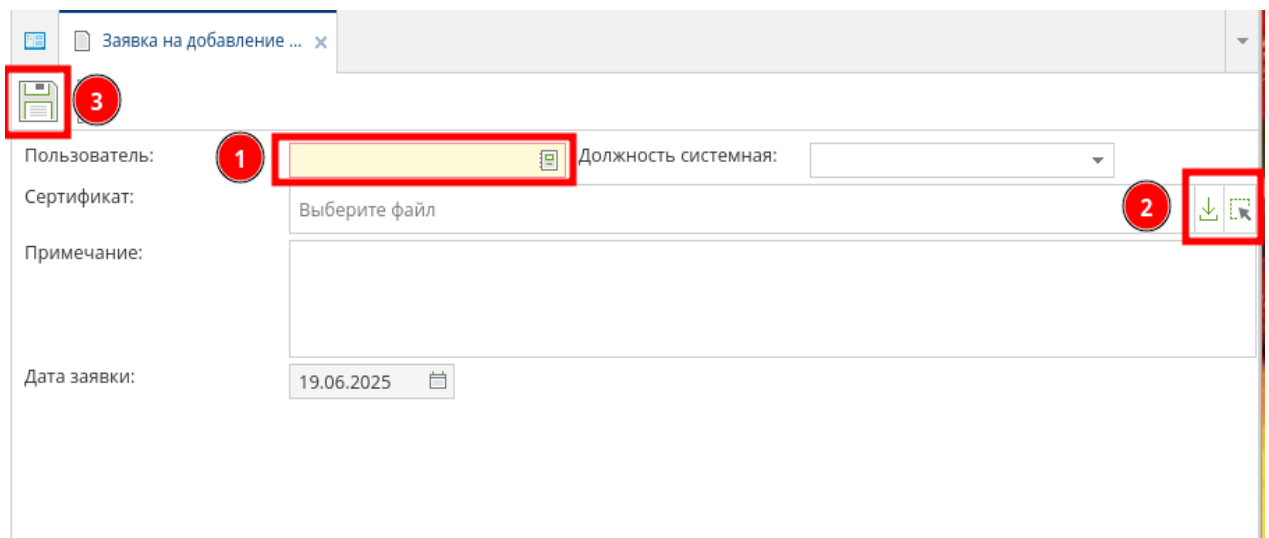 Заявка на добавление ...
3
Пользователь:
1
Должность системная:
Сертификат:
Выберите файл
2
Примечание:
Дата заявки:
19.06.2025